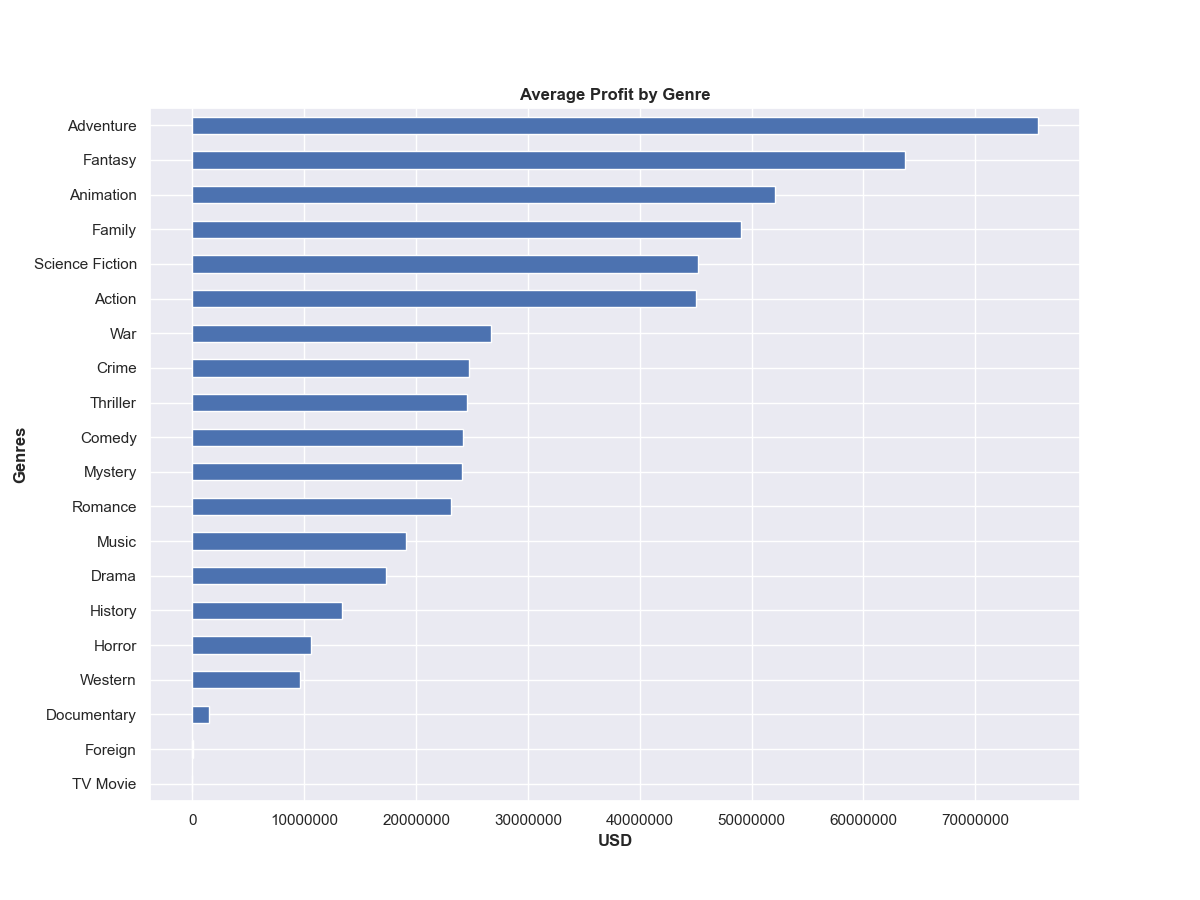 Average Profit by Genre
Adventure
Fantasy
Animation
Family
Science Fiction
Action
War
Crime
Thriller
Comedy
Mystery
Romance
Music
Drama
History
Horror
Western
Documentary
Foreign
TV Movie
Genres
0 10000000 20000000 30000000 40000000 50000000 60000000 70000000
USD